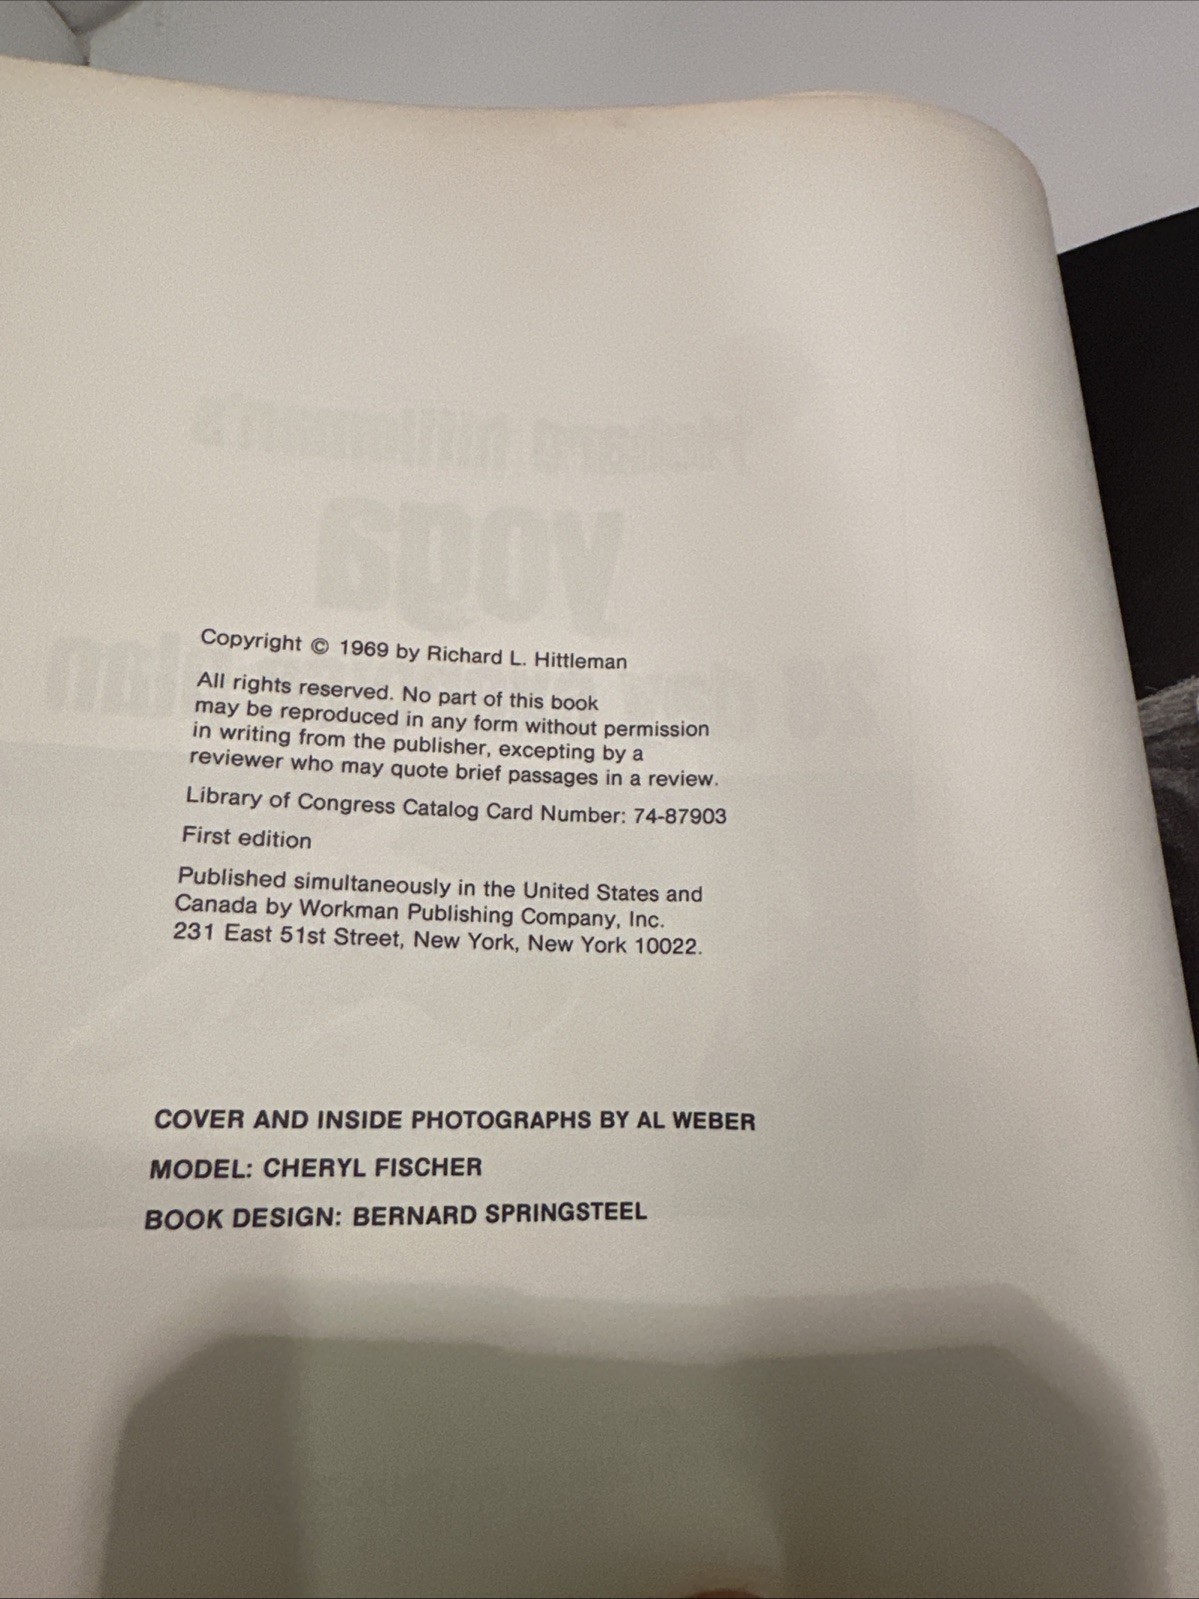 Richard Hittleman's
yoga
Copyright © 1969 by Richard L. Hittleman
All rights reserved. No part of this book
may be reproduced in any form without permission
in writing from the publisher, excepting by a
reviewer who may quote brief passages in a review.
Library of Congress Catalog Card Number: 74-87903
First edition
Published simultaneously in the United States and
Canada by Workman Publishing Company, Inc.
231 East 51st Street, New York, New York 10022.
COVER AND INSIDE PHOTOGRAPHS BY AL WEBER
MODEL: CHERYL FISCHER
BOOK DESIGN: BERNARD SPRINGSTEEL